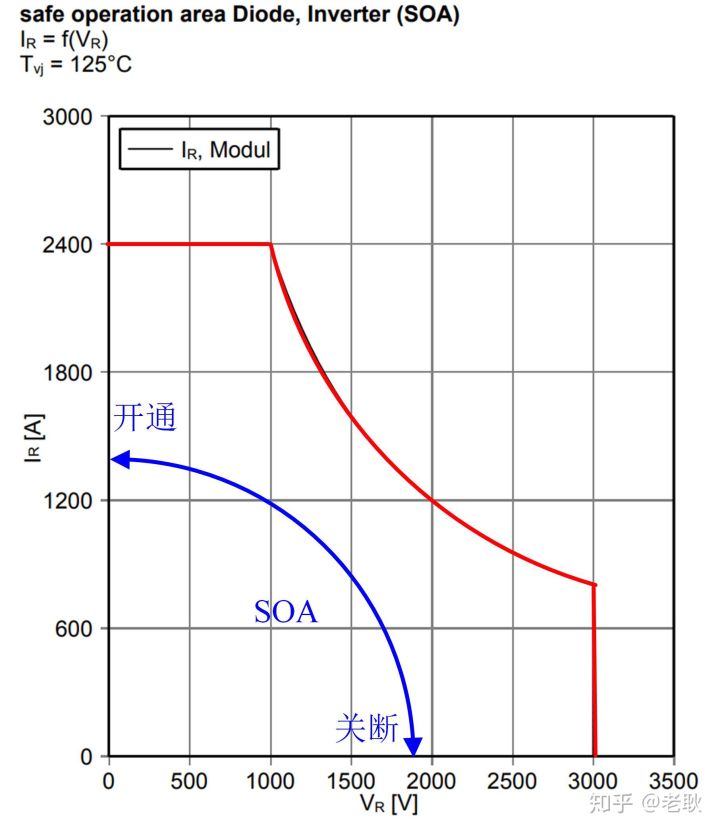 safe operation area Diode, Inverter (SOA)
IR = f(VR)
Tvj = 125°C
3000
IR, Modul
2400
1800
开通
IR [A]
1200
SOA
600
关断
0
0 500 1000 1500 2000 2500 3000 3500
VR [V]
知乎 @老耿